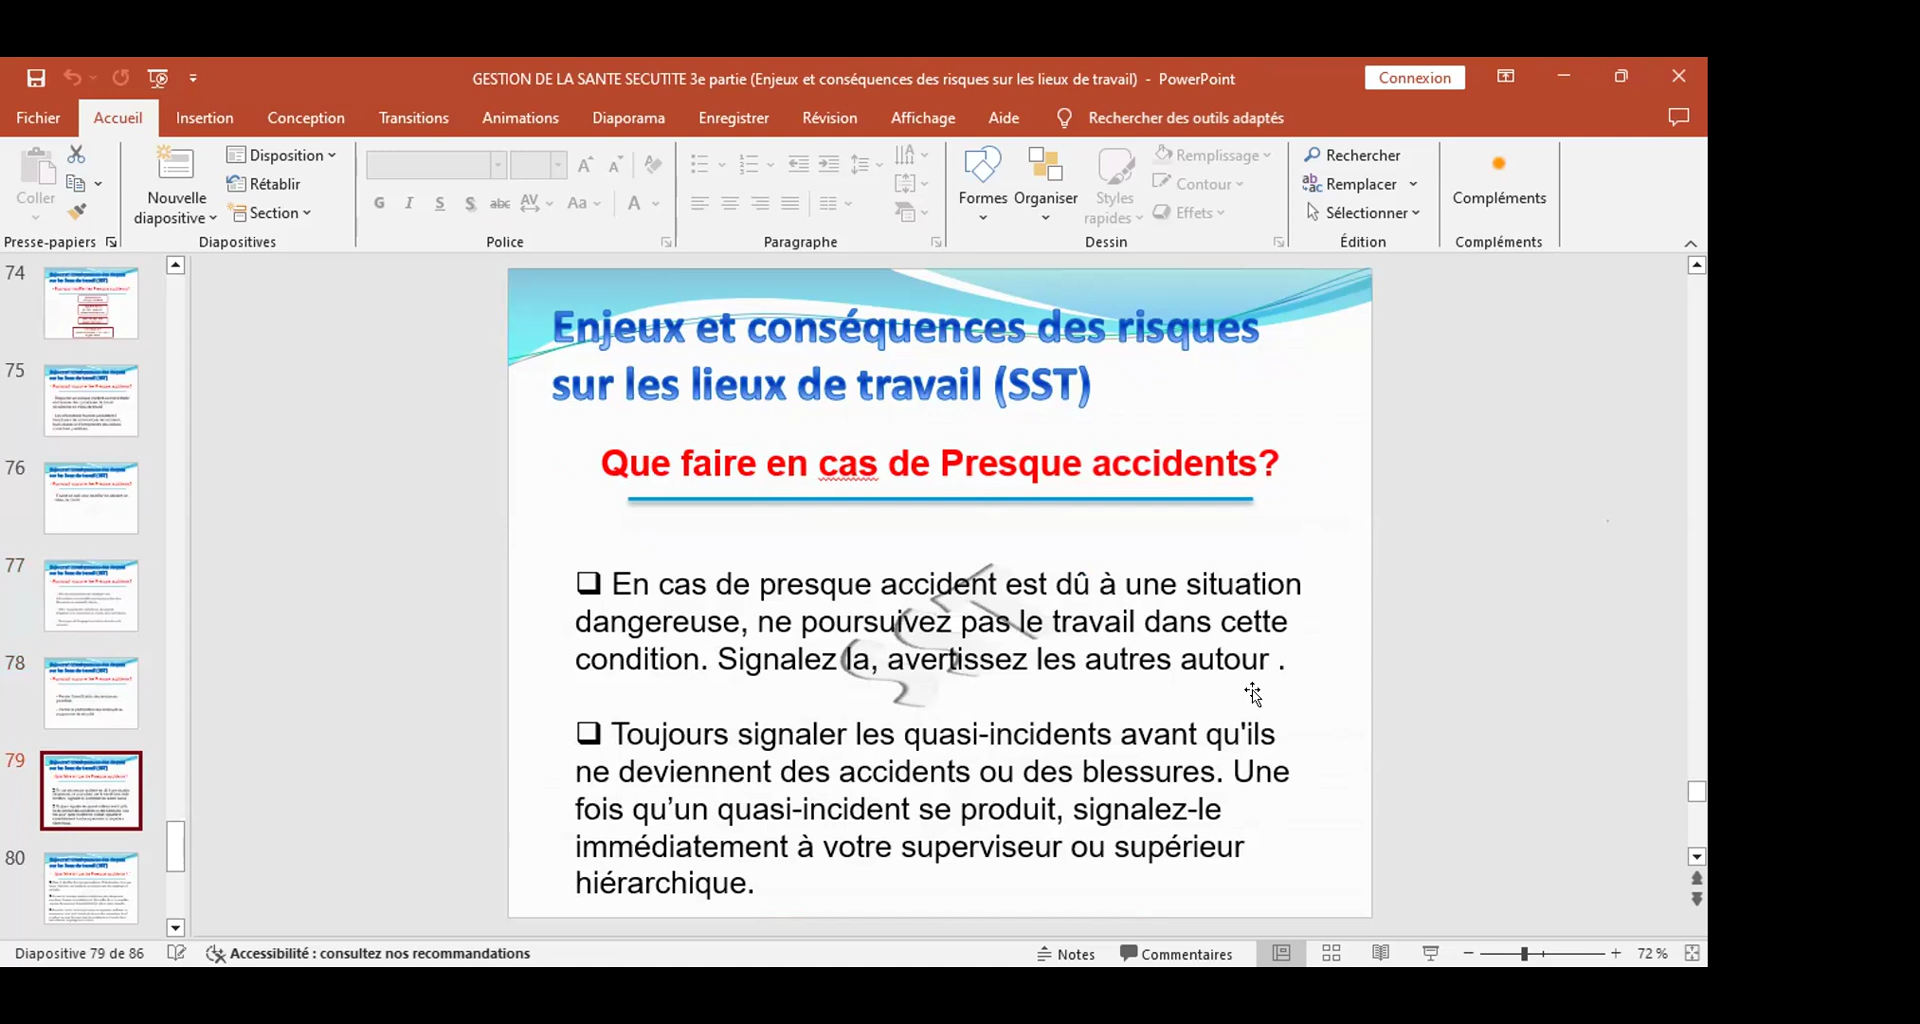 GESTION DE LA SANTE SECUTITE 3e partie (Enjeux et conséquences des risques sur les lieux de travail) - PowerPoint
Connexion
Fichier Accueil Insertion Conception Transitions Animations Diaporama Enregistrer Révision Affichage Aide Rechercher des outils adaptés
Coller
Presse-papiers
Nouvelle
diapositive
Disposition
Rétablir
Section
Diapositives
G I S S abc AV Aa A
Police
Paragraphe
Formes
Organiser
Styles
rapides
Remplissage
Contour
Effets
Dessin
Rechercher
Remplacer
Sélectionner
Édition
Compléments
Compléments
74
75
76
77
78
79
80
Enjeux et conséquences des risques
sur les lieux de travail (SST)
Que faire en cas de Presque accidents?
❑ En cas de presque accident est dû à une situation
dangereuse, ne poursuivez pas le travail dans cette
condition. Signalez la, avertissez les autres autour .
❑ Toujours signaler les quasi-incidents avant qu'ils
ne deviennent des accidents ou des blessures. Une
fois qu’un quasi-incident se produit, signalez-le
immédiatement à votre superviseur ou supérieur
hiérarchique.
SST
Diapositive 79 de 86
Accessibilité : consultez nos recommandations
Notes
Commentaires
72 %